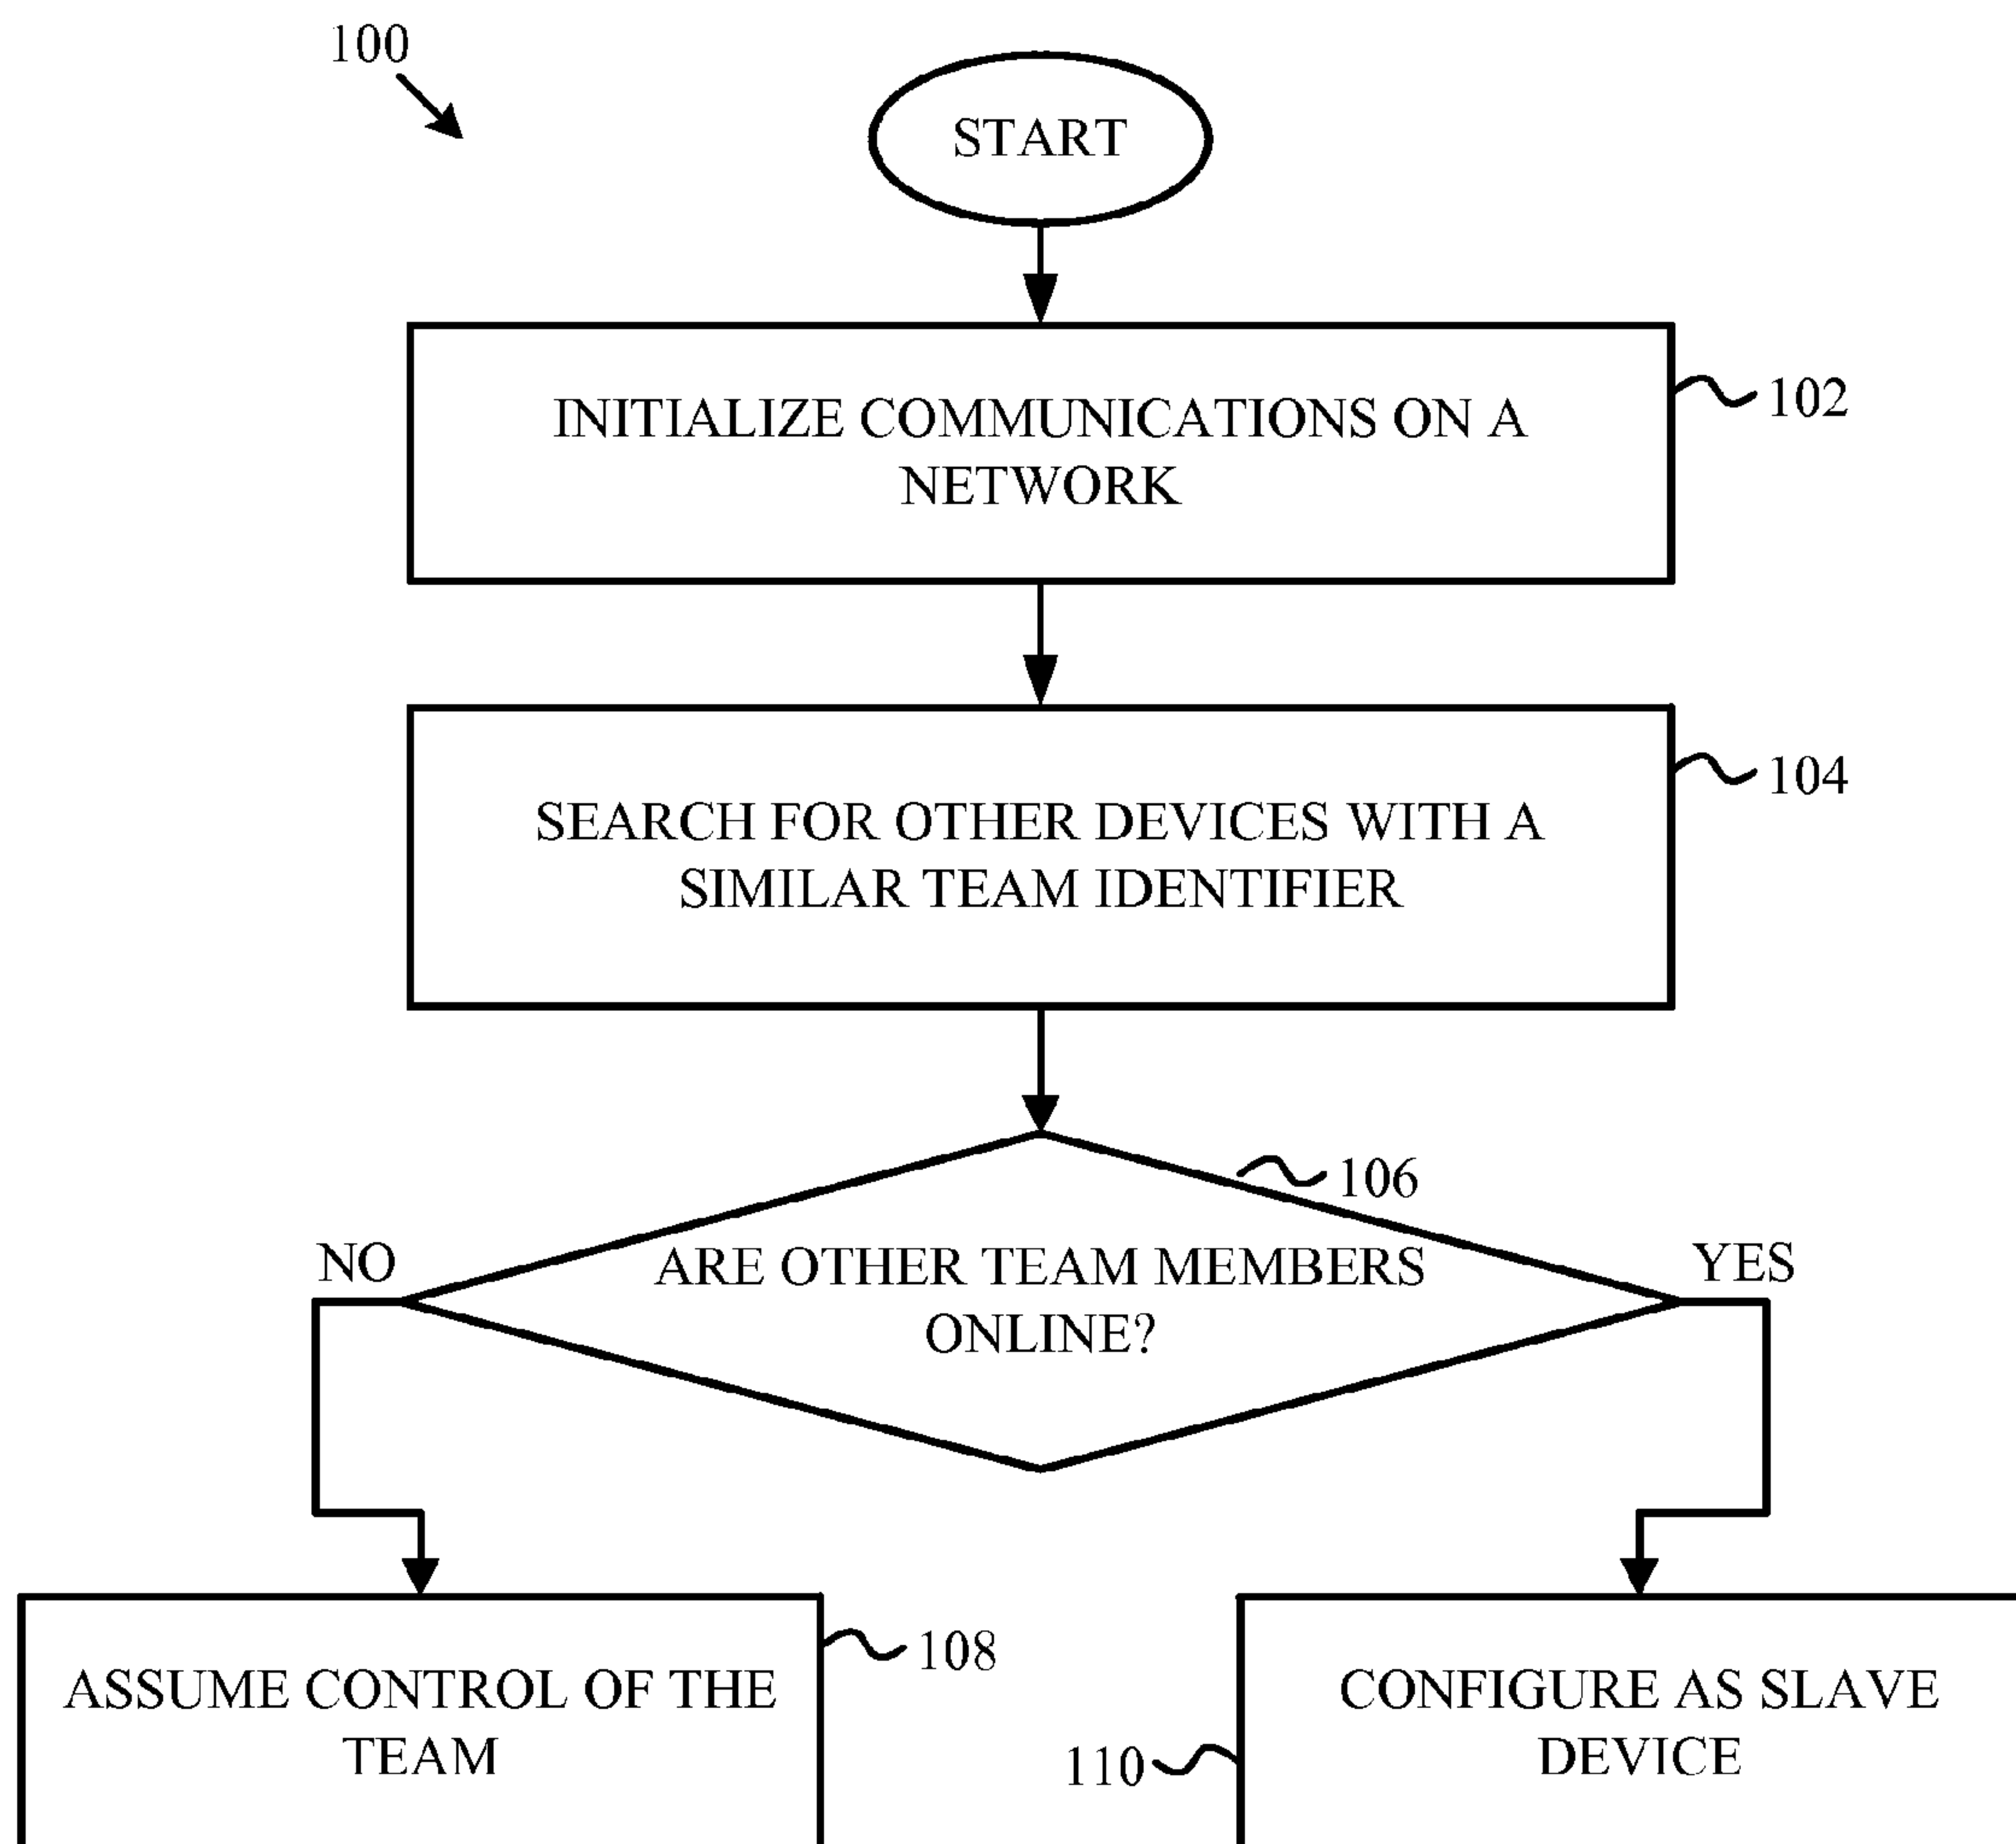 100
START
INITIALIZE COMMUNICATIONS ON A
NETWORK
102
SEARCH FOR OTHER DEVICES WITH A
SIMILAR TEAM IDENTIFIER
104
106
ARE OTHER TEAM MEMBERS
ONLINE?
NO
YES
ASSUME CONTROL OF THE
TEAM
108
CONFIGURE AS SLAVE
DEVICE
110